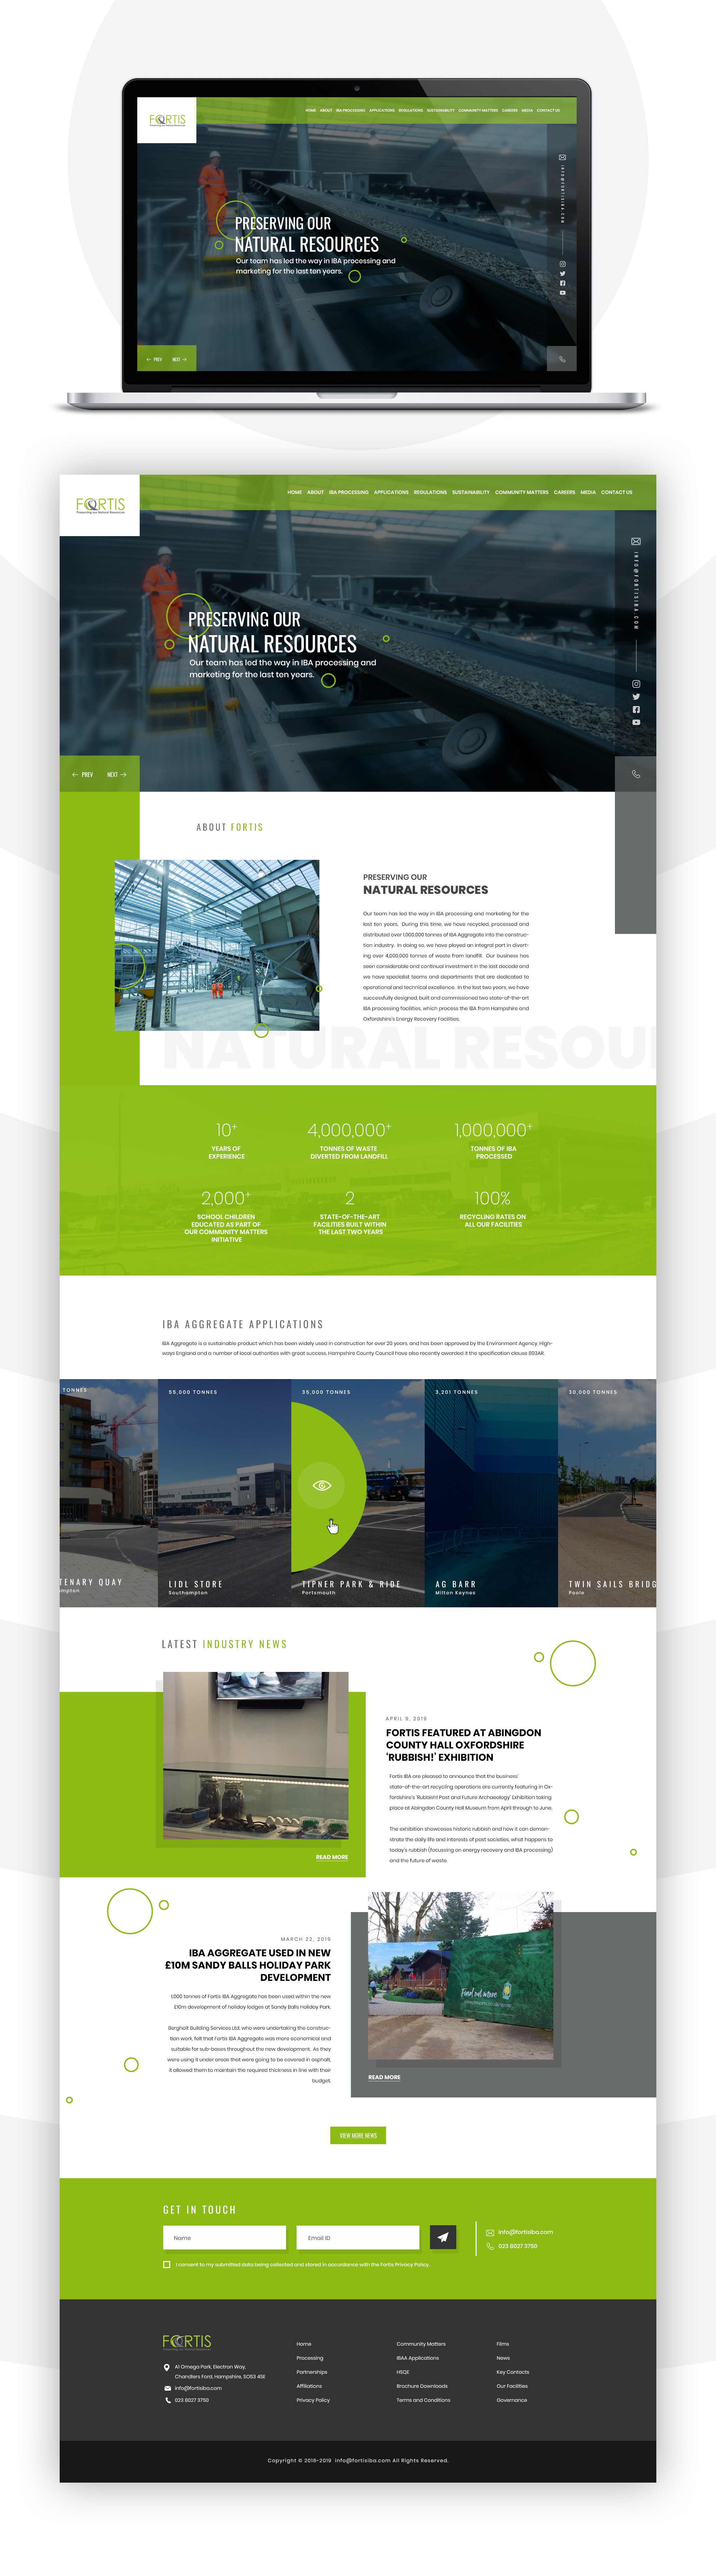 FORTIS
Preserving our Natural Resources
HOME ABOUT IBA PROCESSING APPLICATIONS REGULATIONS SUSTAINABILITY COMMUNITY MATTERS CAREERS MEDIA CONTACT US
INFO@FORTISIBA.COM
PRESERVING OUR
NATURAL RESOURCES
Our team has led the way in IBA processing and
marketing for the last ten years.
← PREV NEXT →
FORTIS
Preserving our Natural Resources
HOME ABOUT IBA PROCESSING APPLICATIONS REGULATIONS SUSTAINABILITY COMMUNITY MATTERS CAREERS MEDIA CONTACT US
INFO@FORTISIBA.COM
PRESERVING OUR
NATURAL RESOURCES
Our team has led the way in IBA processing and
marketing for the last ten years.
← PREV NEXT →
ABOUT FORTIS
PRESERVING OUR
NATURAL RESOURCES
Our team has led the way in IBA processing and marketing for the
last ten years. During this time, we have recycled, processed and
distributed over 1,000,000 tonnes of IBA Aggregate into the construc-
tion industry. In doing so, we have played an integral part in divert-
ing over 4,000,000 tonnes of waste from landfill. Our business has
seen considerable and continual investment in the last decade and
we have specialist teams and departments that are dedicated to
operational and technical excellence. In the last two years, we have
successfully designed, built and commissioned two state-of-the-art
IBA processing facilities, which process the IBA from Hampshire and
Oxfordshire's Energy Recovery Facilities.
NATURAL RESOU
10+ 4,000,000+ 1,000,000+
YEARS OF TONNES OF WASTE TONNES OF IBA
EXPERIENCE DIVERTED FROM LANDFILL PROCESSED
2,000+ 2 100%
SCHOOL CHILDREN STATE-OF-THE-ART RECYCLING RATES ON
EDUCATED AS PART OF FACILITIES BUILT WITHIN ALL OUR FACILITIES
OUR COMMUNITY MATTERS THE LAST TWO YEARS
INITIATIVE
IBA AGGREGATE APPLICATIONS
IBA Aggregate is a sustainable product which has been widely used in construction for over 20 years, and has been approved by the Environment Agency, High-
ways England and a number of local authorities with great success. Hampshire County Council have also recently awarded it the specification clause 893AR.
TONNES 55,000 TONNES 35,000 TONNES 3,201 TONNES 30,000 TONNES
TENARY QUAY LIDL STORE TIPNER PARK & RIDE AG BARR TWIN SAILS BRIDG
mpton Southampton Portsmouth Milton Keynes Poole
LATEST INDUSTRY NEWS
APRIL 9, 2019
FORTIS FEATURED AT ABINGDON
COUNTY HALL OXFORDSHIRE
'RUBBISH!' EXHIBITION
Fortis IBA are pleased to announce that the business'
state-of-the-art recycling operations are currently featuring in Ox-
fordshire's 'Rubbish! Past and Future Archaeology' Exhibition taking
place at Abingdon County Hall Museum from April through to June.
The exhibition showcases historic rubbish and how it can demon-
strate the daily life and interests of past societies, what happens to
today's rubbish (focussing on energy recovery and IBA processing)
and the future of waste.
READ MORE
MARCH 22, 2019
IBA AGGREGATE USED IN NEW
£10M SANDY BALLS HOLIDAY PARK
DEVELOPMENT
1,000 tonnes of Fortis IBA Aggregate has been used within the new
£10m development of holiday lodges at Sandy Balls Holiday Park.
Bergholt Building Services Ltd, who were undertaking the construc-
tion work, felt that Fortis IBA Aggregate was more economical and
suitable for sub-bases throughout the new development. As they
were using it under areas that were going to be covered in asphalt,
it allowed them to maintain the required thickness in line with their
budget.
Find out more
READ MORE
VIEW MORE NEWS
GET IN TOUCH
Name Email ID
info@fortisiba.com
023 8027 3750
I consent to my submitted data being collected and stored in accordance with the Fortis Privacy Policy.
FORTIS
Preserving our Natural Resources
A1 Omega Park, Electron Way,
Chandlers Ford, Hampshire, SO53 4SE
info@fortisiba.com
023 8027 3750
Home
Processing
Partnerships
Affiliations
Privacy Policy
Community Matters
IBAA Applications
HSQE
Brochure Downloads
Terms and Conditions
Films
News
Key Contacts
Our Facilities
Governance
Copyright © 2016-2019 info@fortisiba.com All Rights Reserved.